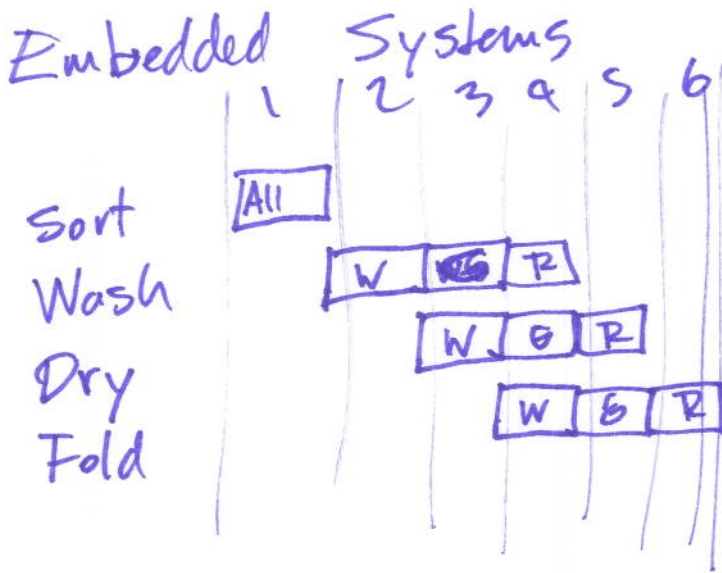 Embedded Systems
1 2 3 4 5 6
Sort All
Wash W R
Dry W G R
Fold W G R